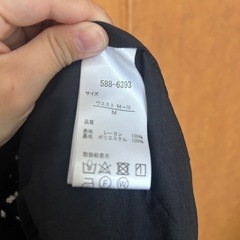 588-6393
サイズ
ウエスト 64～70
M
品質
表地 レーヨン 100%
裏地 ポリエステル 100%
取扱絵表示